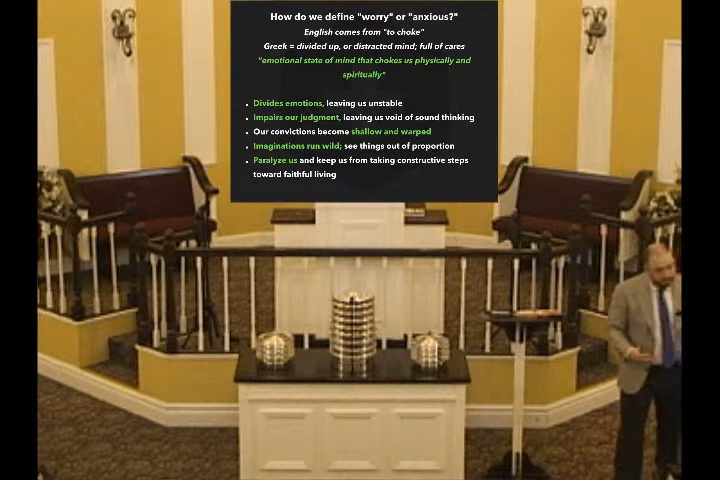 How do we define "worry" or "anxious?"
English comes from "to choke"
Greek = divided up, or distracted mind; full of cares
"emotional state of mind that chokes us physically and
spiritually"
• Divides emotions, leaving us unstable
• Impairs our judgment, leaving us void of sound thinking
• Our convictions become shallow and warped
• Imaginations run wild; see things out of proportion
• Paralyze us and keep us from taking constructive steps
toward faithful living